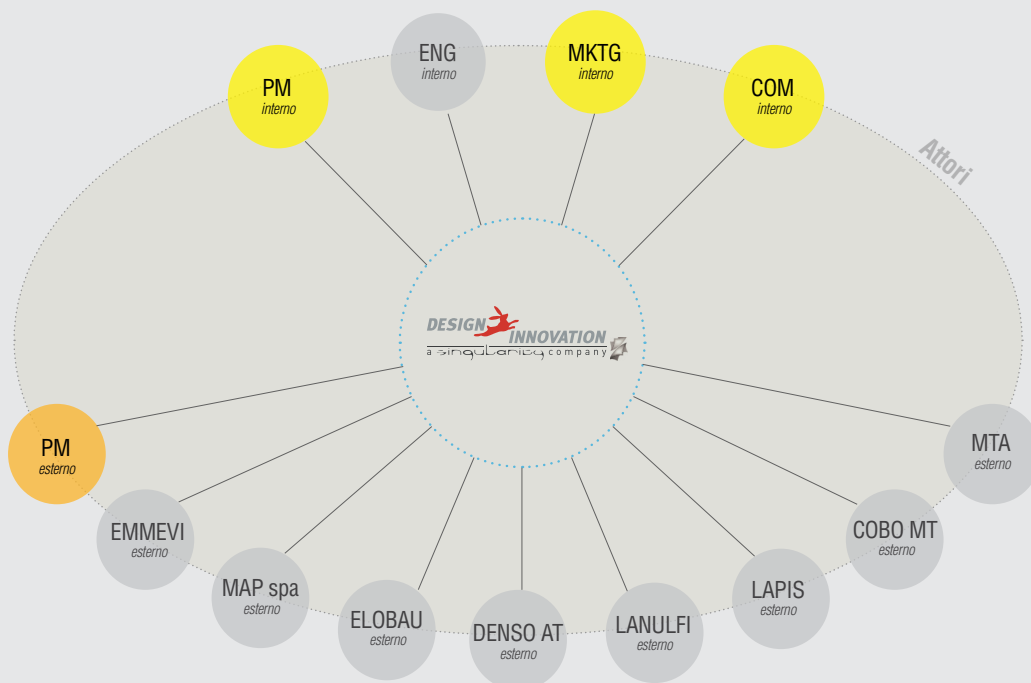 PM
interno
ENG
interno
MKTG
interno
COM
interno
Attori
DESIGN
INNOVATION
a singularity company
PM
esterno
MTA
esterno
EMMEVI
esterno
COBO MT
esterno
MAP spa
esterno
LAPIS
esterno
ELOBAU
esterno
DENSO AT
esterno
LANULFI
esterno